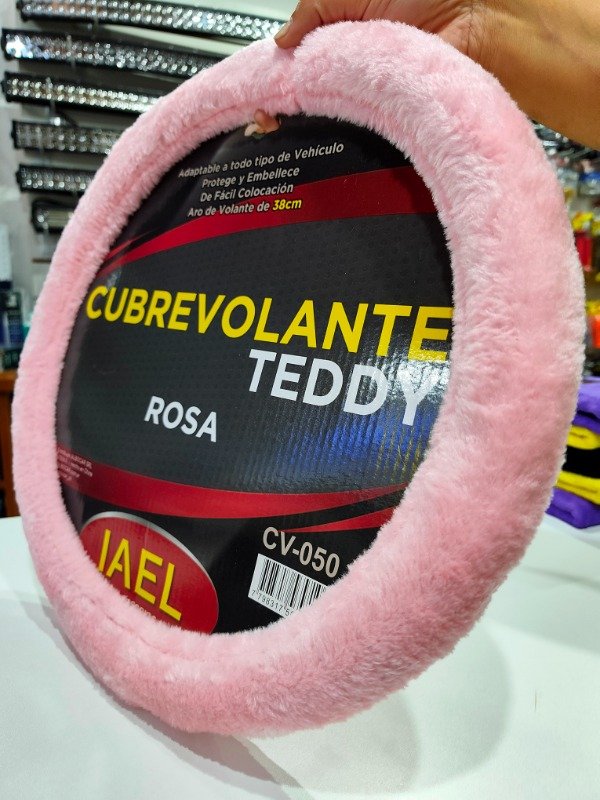 Adaptable a todo tipo de Vehículo
Protege y Embellece
De Fácil Colocación
Aro de Volante de 38cm
CUBREVOLANTE
TEDDY
ROSA
CV-050
IAEL